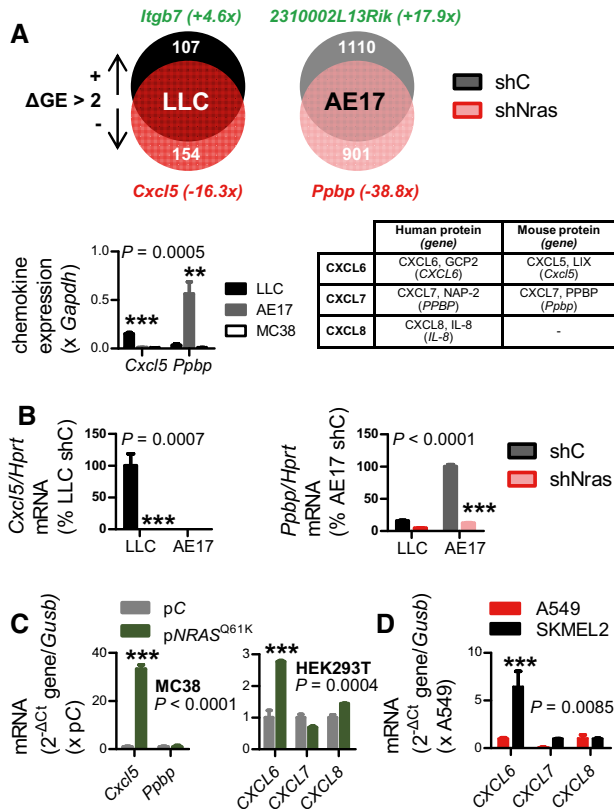 A
Itgb7 (+4.6x)
2310002L13Rik (+17.9x)
107
1110
+
ΔGE > 2
-
LLC
AE17
shC
shNras
154
901
Cxcl5 (-16.3x)
Ppbp (-38.8x)
chemokine
expression
(x Gapdh)
P = 0.0005
1.0
0.5
0.0
***
**
LLC
AE17
MC38
Cxcl5 Ppbp
Human protein
(gene)
Mouse protein
(gene)
CXCL6
CXCL6, GCP2
(CXCL6)
CXCL5, LIX
(Cxcl5)
CXCL7
CXCL7, NAP-2
(PPBP)
CXCL7, PPBP
(Ppbp)
CXCL8
CXCL8, IL-8
(IL-8)
-
B
Cxcl5/Hprt
mRNA
(% LLC shC)
150
100
50
0
P = 0.0007
***
LLC AE17
Ppbp/Hprt
mRNA
(% AE17 shC)
150
100
50
0
P < 0.0001
***
LLC AE17
shC
shNras
C
pC
pNRAS^Q61K
mRNA
(2^-ΔCt gene/Gusb)
(x pC)
40
20
0
***
MC38
P < 0.0001
Cxcl5
Ppbp
3
2
1
0
***
HEK293T
P = 0.0004
CXCL6
CXCL7
CXCL8
D
A549
SKMEL2
mRNA
(2^-ΔCt gene/Gusb)
(x A549)
10
5
0
***
P = 0.0085
CXCL6
CXCL7
CXCL8